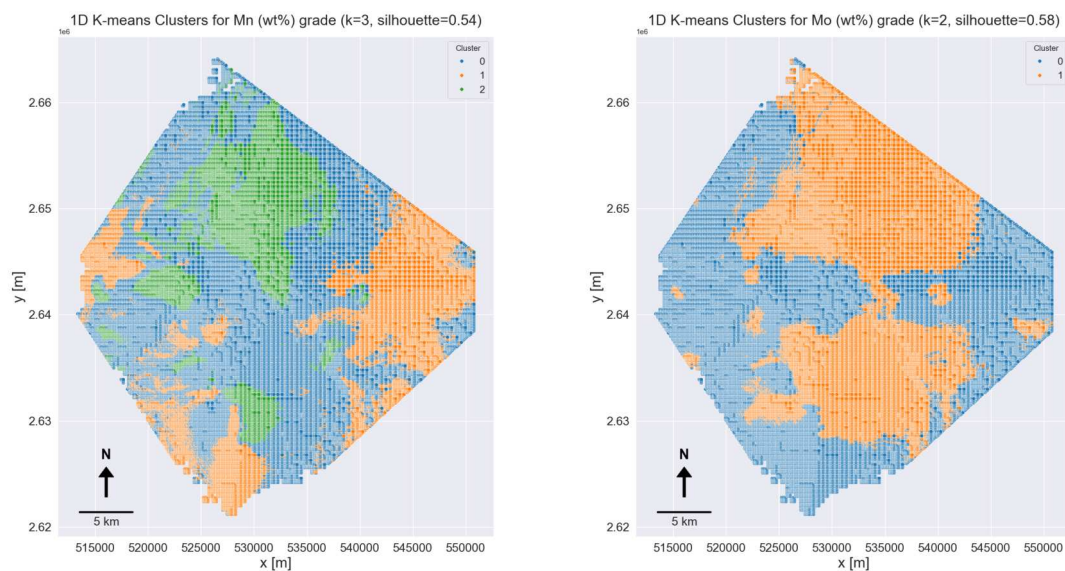 1D K-means Clusters for Mn (wt%) grade (k=3, silhouette=0.54)
1e6
Cluster
0
1
2
2.66
2.65
2.64
2.63
2.62
y [m]
N
5 km
515000 520000 525000 530000 535000 540000 545000 550000
x [m]
1D K-means Clusters for Mo (wt%) grade (k=2, silhouette=0.58)
1e6
Cluster
0
1
2.66
2.65
2.64
2.63
2.62
y [m]
N
5 km
515000 520000 525000 530000 535000 540000 545000 550000
x [m]